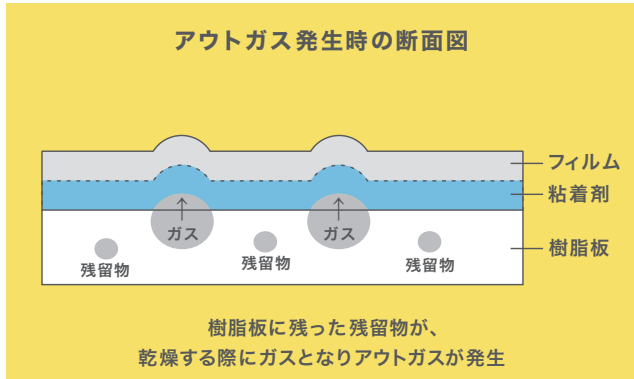 アウトガス発生時の断面図
フィルム
粘着剤
ガス
ガス
樹脂板
残留物
残留物
残留物
樹脂板に残った残留物が、
乾燥する際にガスとなりアウトガスが発生